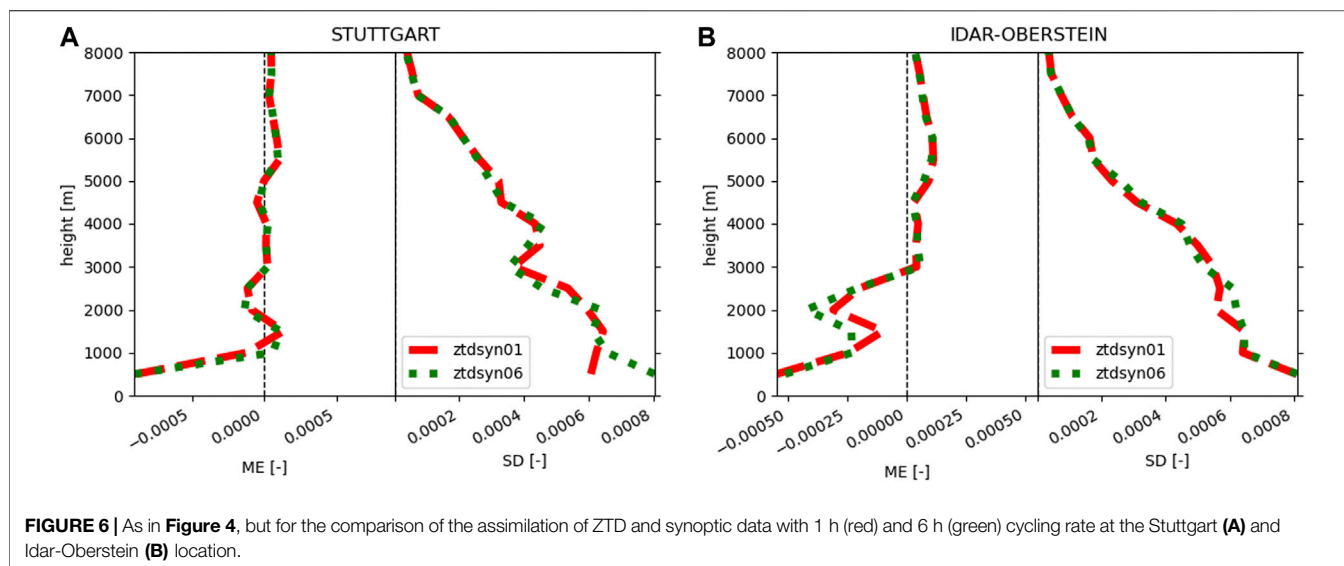 A
STUTTGART
8000
7000
6000
5000
4000
3000
2000
1000
0
height [m]
ztdsyn01
ztdsyn06
−0.0005
0.0000
0.0005
ME [-]
0.0002
0.0004
0.0006
0.0008
SD [-]
B
IDAR-OBERSTEIN
8000
7000
6000
5000
4000
3000
2000
1000
0
height [m]
ztdsyn01
ztdsyn06
−0.00050
−0.00025
0.00000
0.00025
0.00050
ME [-]
0.0002
0.0004
0.0006
0.0008
SD [-]
FIGURE 6 | As in Figure 4, but for the comparison of the assimilation of ZTD and synoptic data with 1 h (red) and 6 h (green) cycling rate at the Stuttgart (A) and
Idar-Oberstein (B) location.